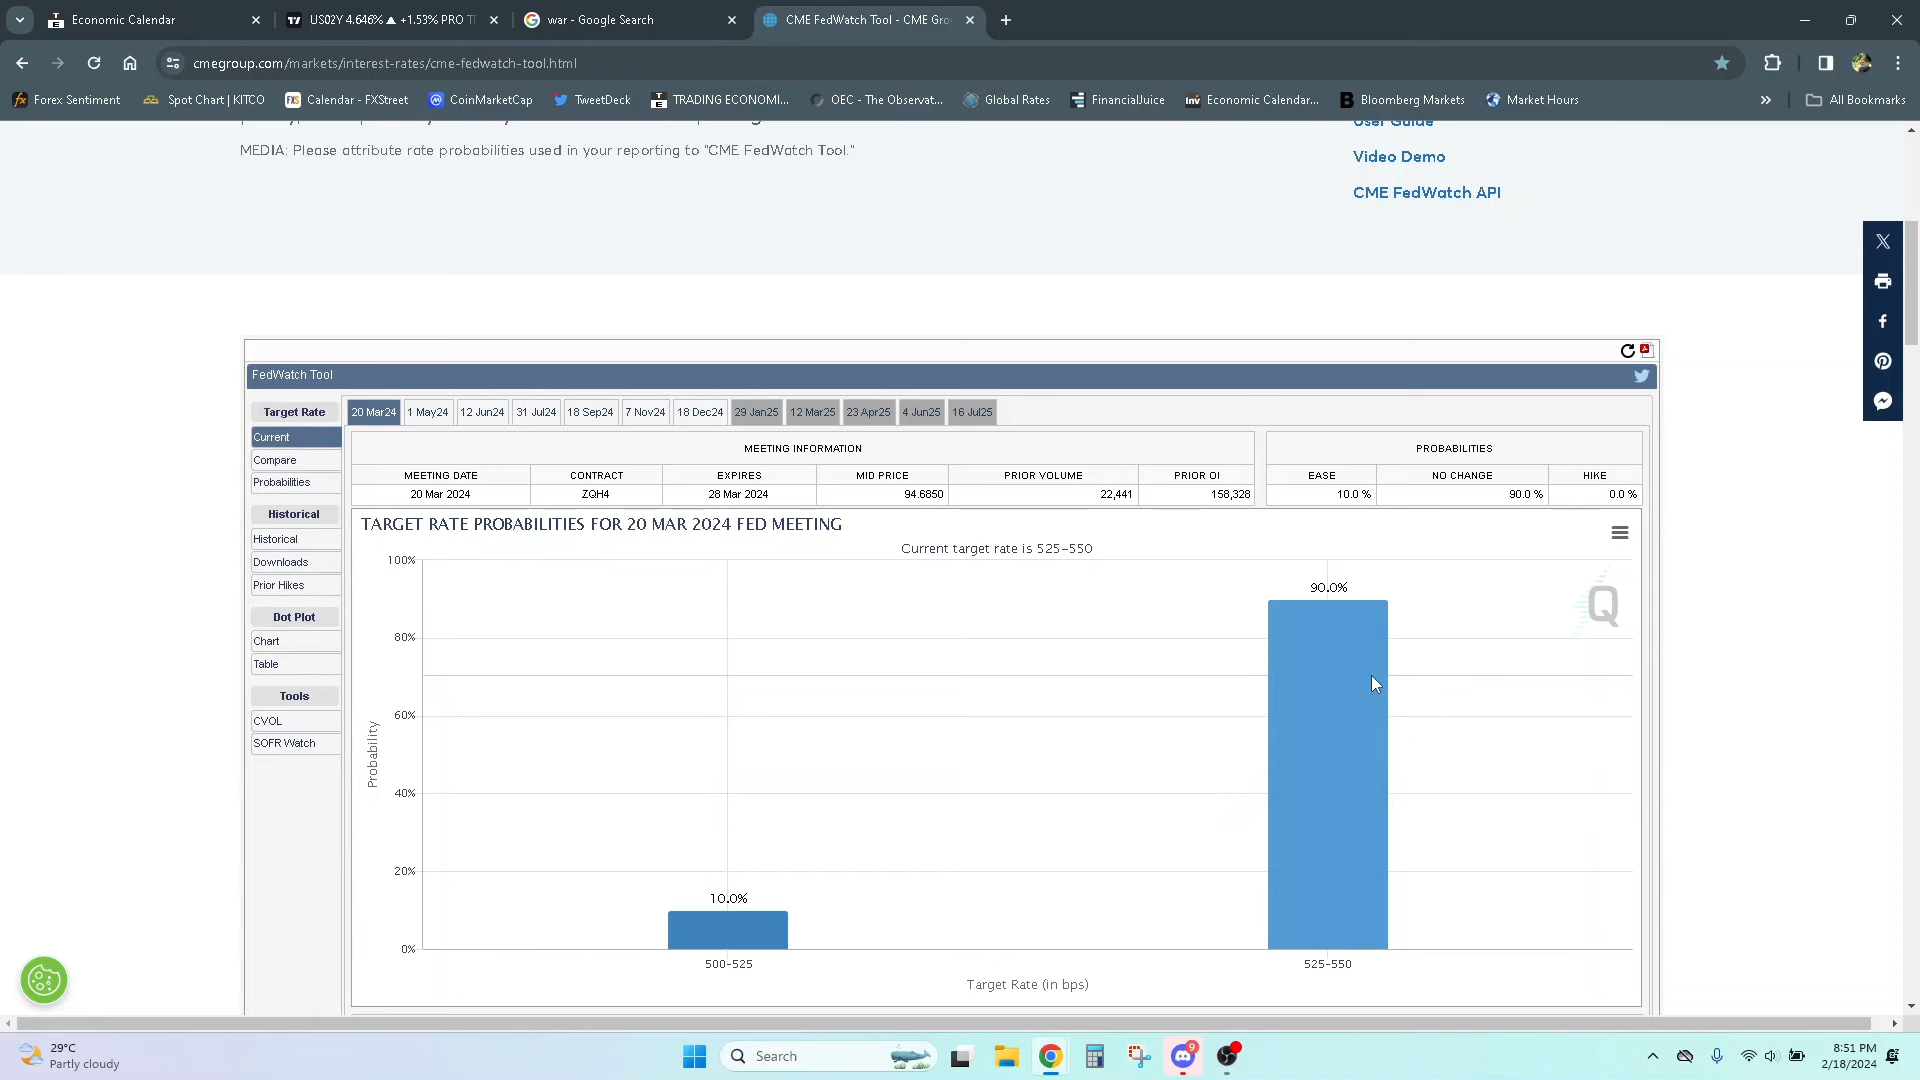 Economic Calendar
US02Y 4.646% ▲ +1.53% PRO T
war - Google Search
CME FedWatch Tool - CME Gro
cmegroup.com/markets/interest-rates/cme-fedwatch-tool.html
Forex Sentiment
Spot Chart | KITCO
Calendar - FXStreet
CoinMarketCap
TweetDeck
TRADING ECONOMI...
OEC - The Observat...
Global Rates
FinancialJuice
Economic Calendar...
Bloomberg Markets
Market Hours
All Bookmarks
User Guide
MEDIA: Please attribute rate probabilities used in your reporting to "CME FedWatch Tool."
Video Demo
CME FedWatch API
FedWatch Tool
Target Rate
Current
Compare
Probabilities
Historical
Historical
Downloads
Prior Hikes
Dot Plot
Chart
Table
Tools
CVOL
SOFR Watch
20 Mar24 1 May24 12 Jun24 31 Jul24 18 Sep24 7 Nov24 18 Dec24 29 Jan25 12 Mar25 23 Apr25 4 Jun25 16 Jul25
MEETING INFORMATION
MEETING DATE CONTRACT EXPIRES MID PRICE PRIOR VOLUME PRIOR OI
20 Mar 2024 ZQH4 28 Mar 2024 94.6850 22,441 158,328
PROBABILITIES
EASE NO CHANGE HIKE
10.0 % 90.0 % 0.0 %
TARGET RATE PROBABILITIES FOR 20 MAR 2024 FED MEETING
Current target rate is 525-550
100%
80%
60%
40%
20%
0%
Probability
10.0%
90.0%
Q
500-525
525-550
Target Rate (in bps)
29°C
Partly cloudy
Search
9
8:51 PM
2/18/2024